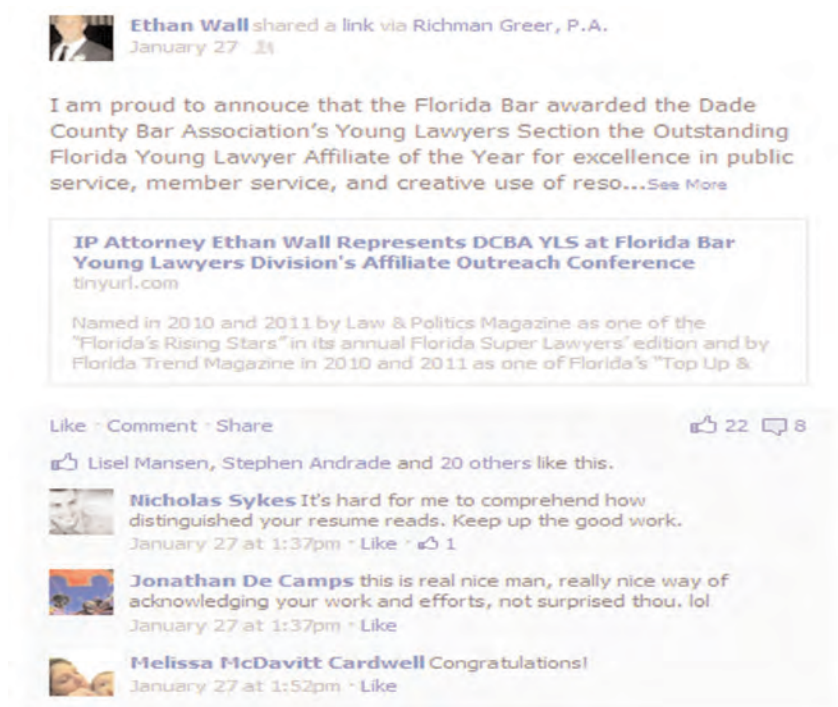 Ethan Wall shared a link via Richman Greer, P.A.
January 27
I am proud to annouce that the Florida Bar awarded the Dade
County Bar Association's Young Lawyers Section the Outstanding
Florida Young Lawyer Affiliate of the Year for excellence in public
service, member service, and creative use of reso...See More
IP Attorney Ethan Wall Represents DCBA YLS at Florida Bar
Young Lawyers Division's Affiliate Outreach Conference
tinyurl.com
Named in 2010 and 2011 by Law & Politics Magazine as one of the
"Florida's Rising Stars" in its annual Florida Super Lawyers' edition and by
Florida Trend Magazine in 2010 and 2011 as one of Florida's "Top Up &
Like · Comment · Share 22 8
Lisel Mansen, Stephen Andrade and 20 others like this.
Nicholas Sykes It's hard for me to comprehend how
distinguished your resume reads. Keep up the good work.
January 27 at 1:37pm · Like · 1
Jonathan De Camps this is real nice man, really nice way of
acknowledging your work and efforts, not surprised thou. lol
January 27 at 1:37pm · Like
Melissa McDavitt Cardwell Congratulations!
January 27 at 1:52pm · Like